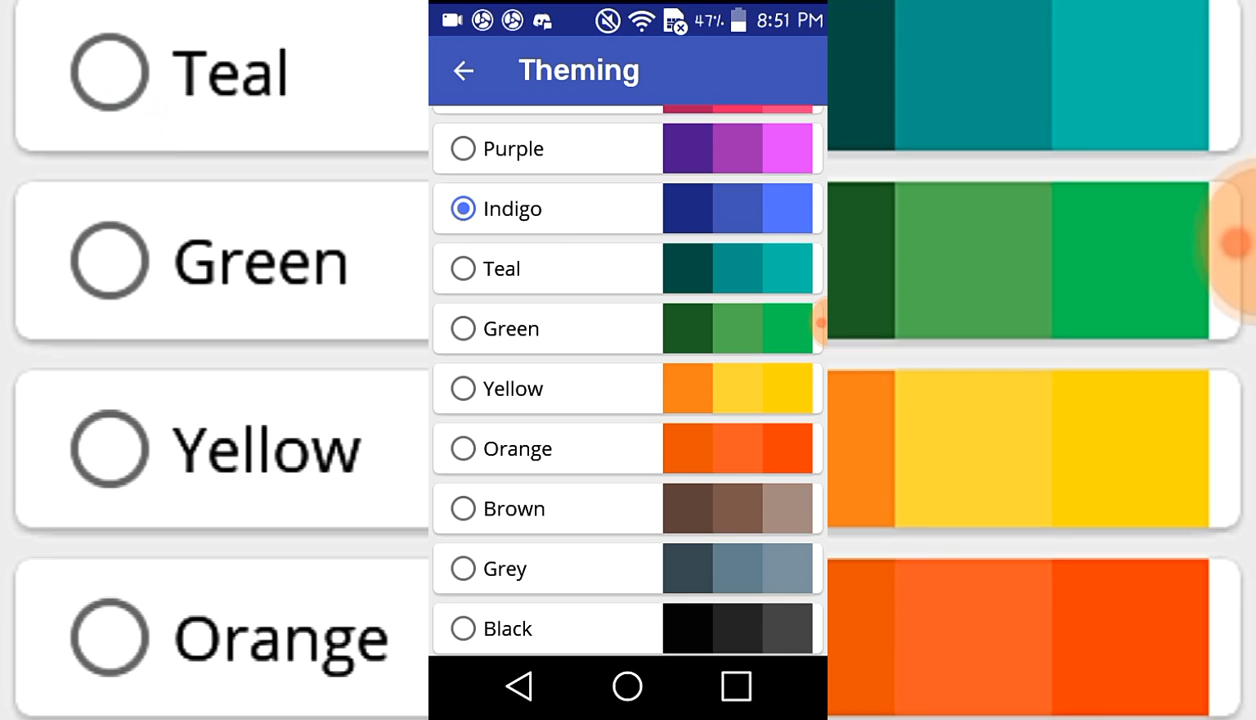 47% 8:51 PM
Theming
Purple
Indigo
Teal
Green
Yellow
Orange
Brown
Grey
Black
Teal
Green
Yellow
Orange